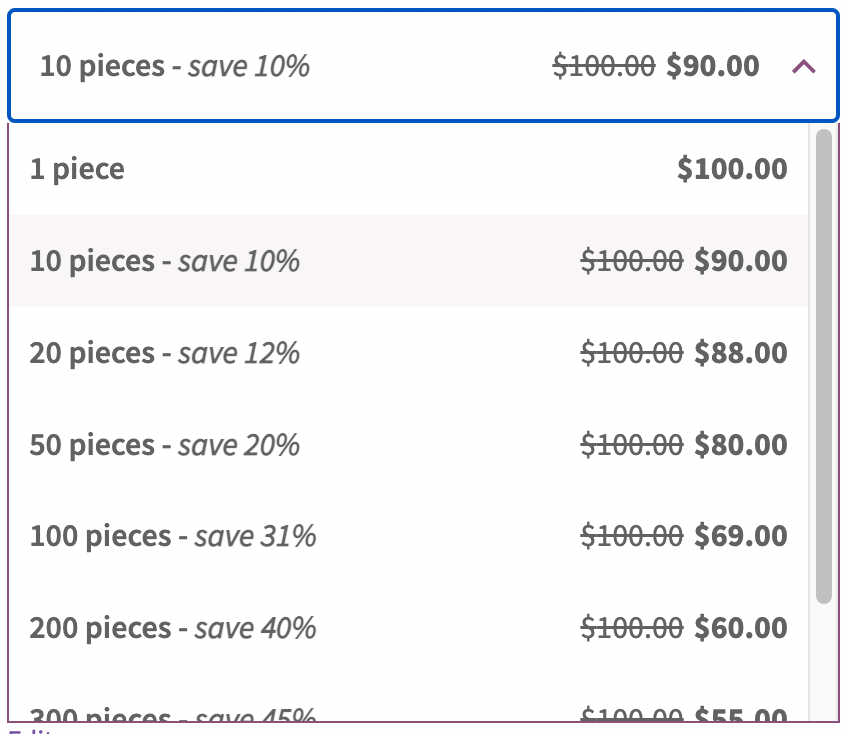 10 pieces - save 10% $100.00 $90.00
1 piece $100.00
10 pieces - save 10% $100.00 $90.00
20 pieces - save 12% $100.00 $88.00
50 pieces - save 20% $100.00 $80.00
100 pieces - save 31% $100.00 $69.00
200 pieces - save 40% $100.00 $60.00
300 pieces - save 45% $100.00 $55.00